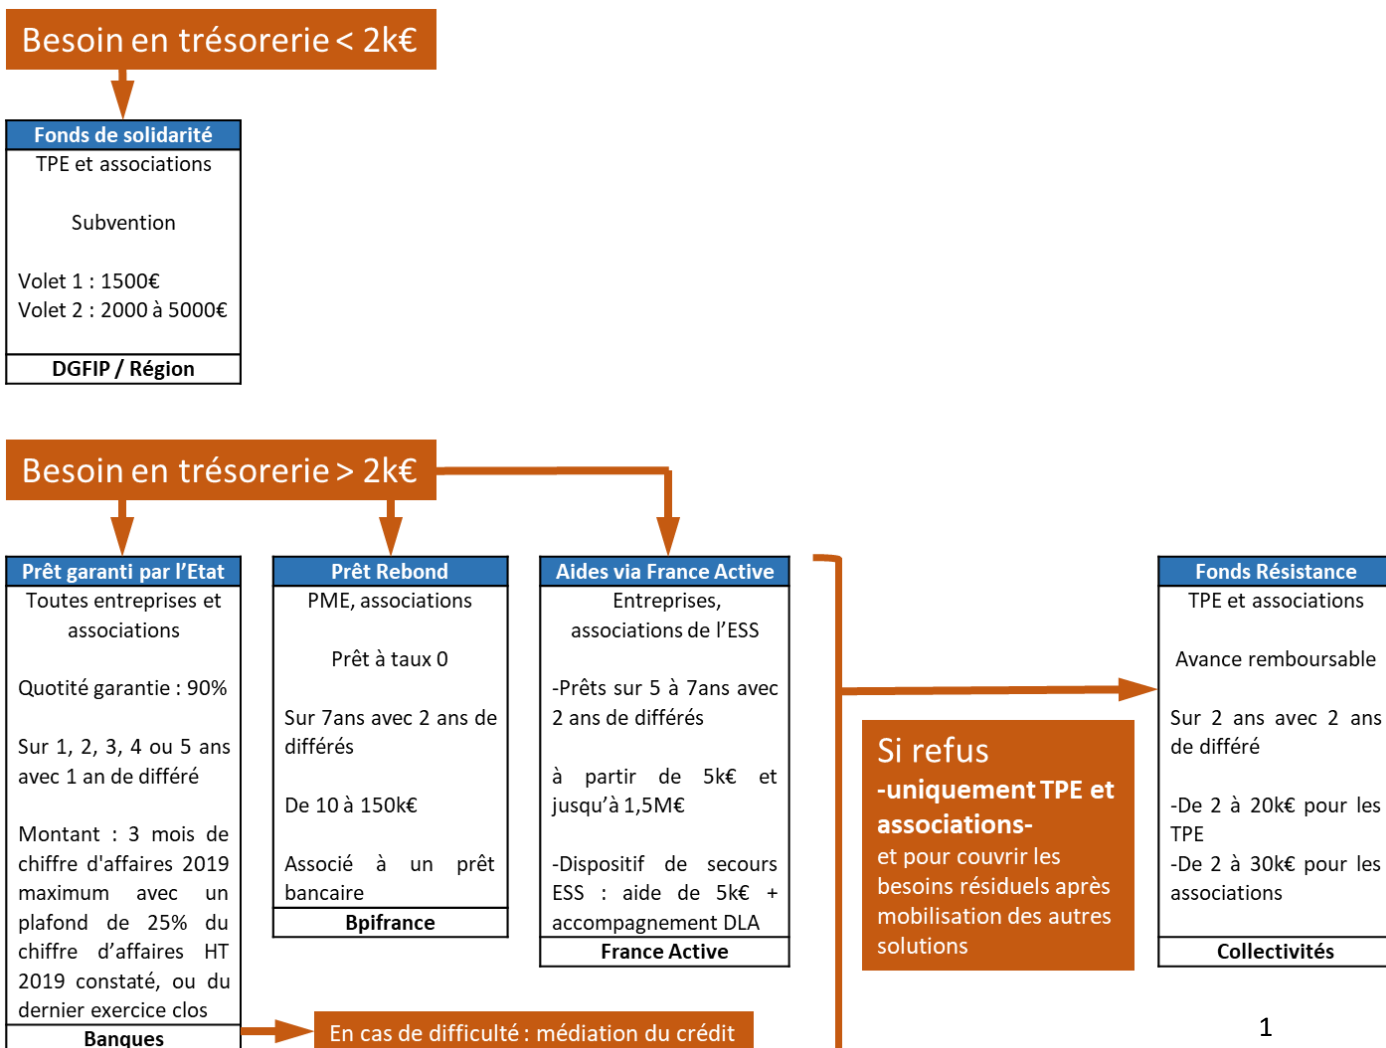 Besoin en trésorerie < 2k€
Fonds de solidarité
TPE et associations
Subvention
Volet 1 : 1500€
Volet 2 : 2000 à 5000€
DGFIP / Région
Besoin en trésorerie > 2k€
Prêt garanti par l'Etat
Toutes entreprises et
associations
Quotité garantie : 90%
Sur 1, 2, 3, 4 ou 5 ans
avec 1 an de différé
Montant : 3 mois de
chiffre d'affaires 2019
maximum avec un
plafond de 25% du
chiffre d'affaires HT
2019 constaté, ou du
dernier exercice clos
Banques
En cas de difficulté : médiation du crédit
Prêt Rebond
PME, associations
Prêt à taux 0
Sur 7ans avec 2 ans de
différés
De 10 à 150k€
Associé à un prêt
bancaire
Bpifrance
Aides via France Active
Entreprises,
associations de l'ESS
-Prêts sur 5 à 7ans avec
2 ans de différés
à partir de 5k€ et
jusqu'à 1,5M€
-Dispositif de secours
ESS : aide de 5k€ +
accompagnement DLA
France Active
Si refus
-uniquement TPE et
associations-
et pour couvrir les
besoins résiduels après
mobilisation des autres
solutions
Fonds Résistance
TPE et associations
Avance remboursable
Sur 2 ans avec 2 ans
de différé
-De 2 à 20k€ pour les
TPE
-De 2 à 30k€ pour les
associations
Collectivités
1